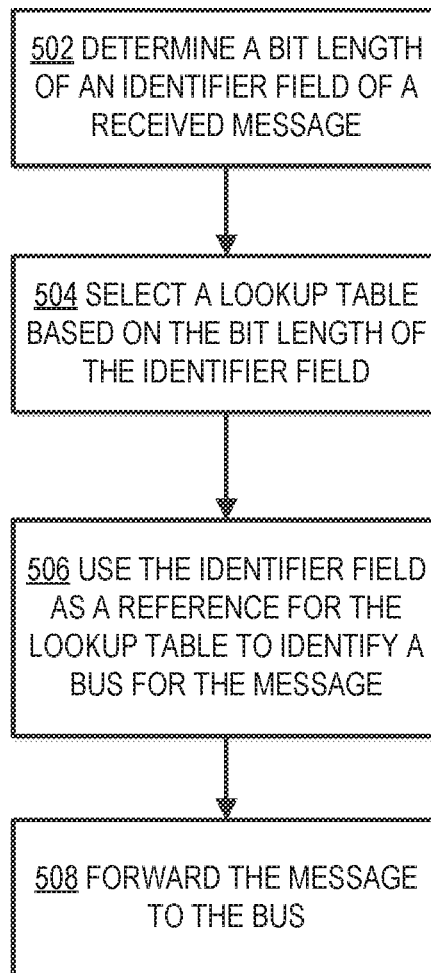 502 DETERMINE A BIT LENGTH
OF AN IDENTIFIER FIELD OF A
RECEIVED MESSAGE
504 SELECT A LOOKUP TABLE
BASED ON THE BIT LENGTH OF
THE IDENTIFIER FIELD
506 USE THE IDENTIFIER FIELD
AS A REFERENCE FOR THE
LOOKUP TABLE TO IDENTIFY A
BUS FOR THE MESSAGE
508 FORWARD THE MESSAGE
TO THE BUS